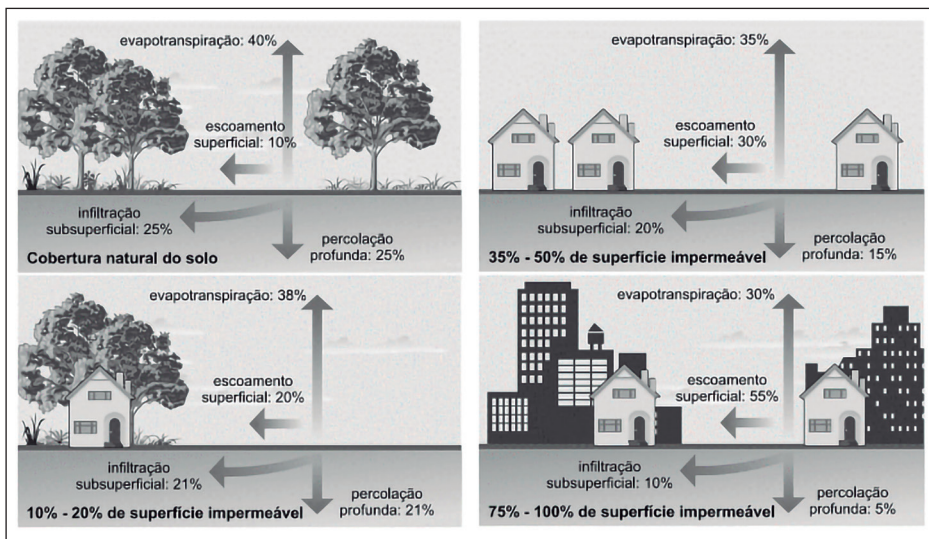 evapotranspiração: 40%
escoamento
superficial: 10%
infiltração
subsuperficial: 25%
percolação
profunda: 25%
Cobertura natural do solo
evapotranspiração: 35%
escoamento
superficial: 30%
infiltração
subsuperficial: 20%
percolação
profunda: 15%
35% - 50% de superfície impermeável
evapotranspiração: 38%
escoamento
superficial: 20%
infiltração
subsuperficial: 21%
percolação
profunda: 21%
10% - 20% de superfície impermeável
evapotranspiração: 30%
escoamento
superficial: 55%
infiltração
subsuperficial: 10%
percolação
profunda: 5%
75% - 100% de superfície impermeável